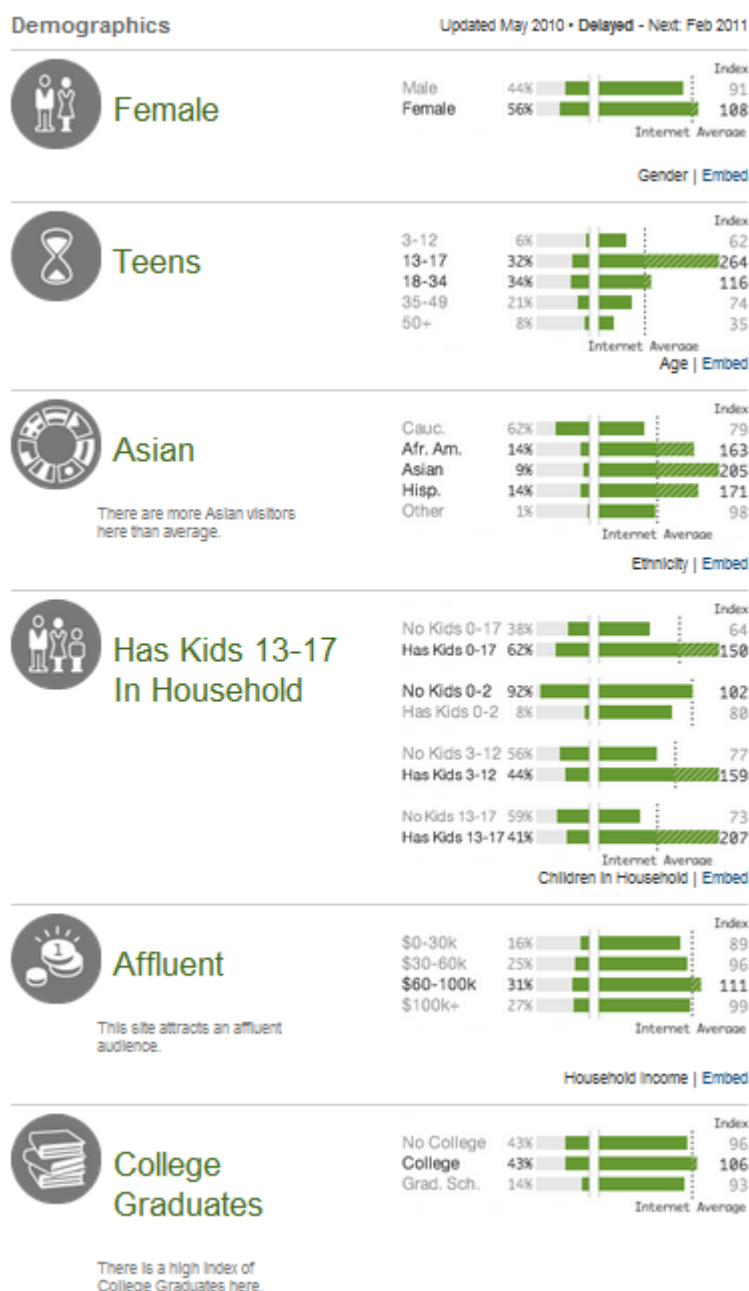 Demographics Updated May 2010 • Delayed - Next: Feb 2011
Index
Male 44% 91
Female
Female 56% 108
Internet Average
Gender | Embed
Index
3-12 6% 62
Teens
13-17 32% 264
18-34 34% 116
35-49 21% 74
50+ 8% 35
Internet Average
Age | Embed
Index
Cauc. 62% 79
Asian
Afr. Am. 14% 163
Asian 9% 205
Hisp. 14% 171
There are more Asian visitors
here than average.
Other 1% 98
Internet Average
Ethnicity | Embed
Index
No Kids 0-17 38% 64
Has Kids 13-17
In Household
Has Kids 0-17 62% 150
No Kids 0-2 92% 102
Has Kids 0-2 8% 80
No Kids 3-12 56% 77
Has Kids 3-12 44% 159
No Kids 13-17 59% 73
Has Kids 13-17 41% 207
Internet Average
Children in Household | Embed
Index
1
$0-30k 16% 89
Affluent
$30-60k 25% 96
$60-100k 31% 111
$100k+ 27% 99
This site attracts an affluent
audience.
Internet Average
Household Income | Embed
Index
No College 43% 96
College
Graduates
College 43% 106
Grad. Sch. 14% 93
Internet Average
There is a high index of
College Graduates here.